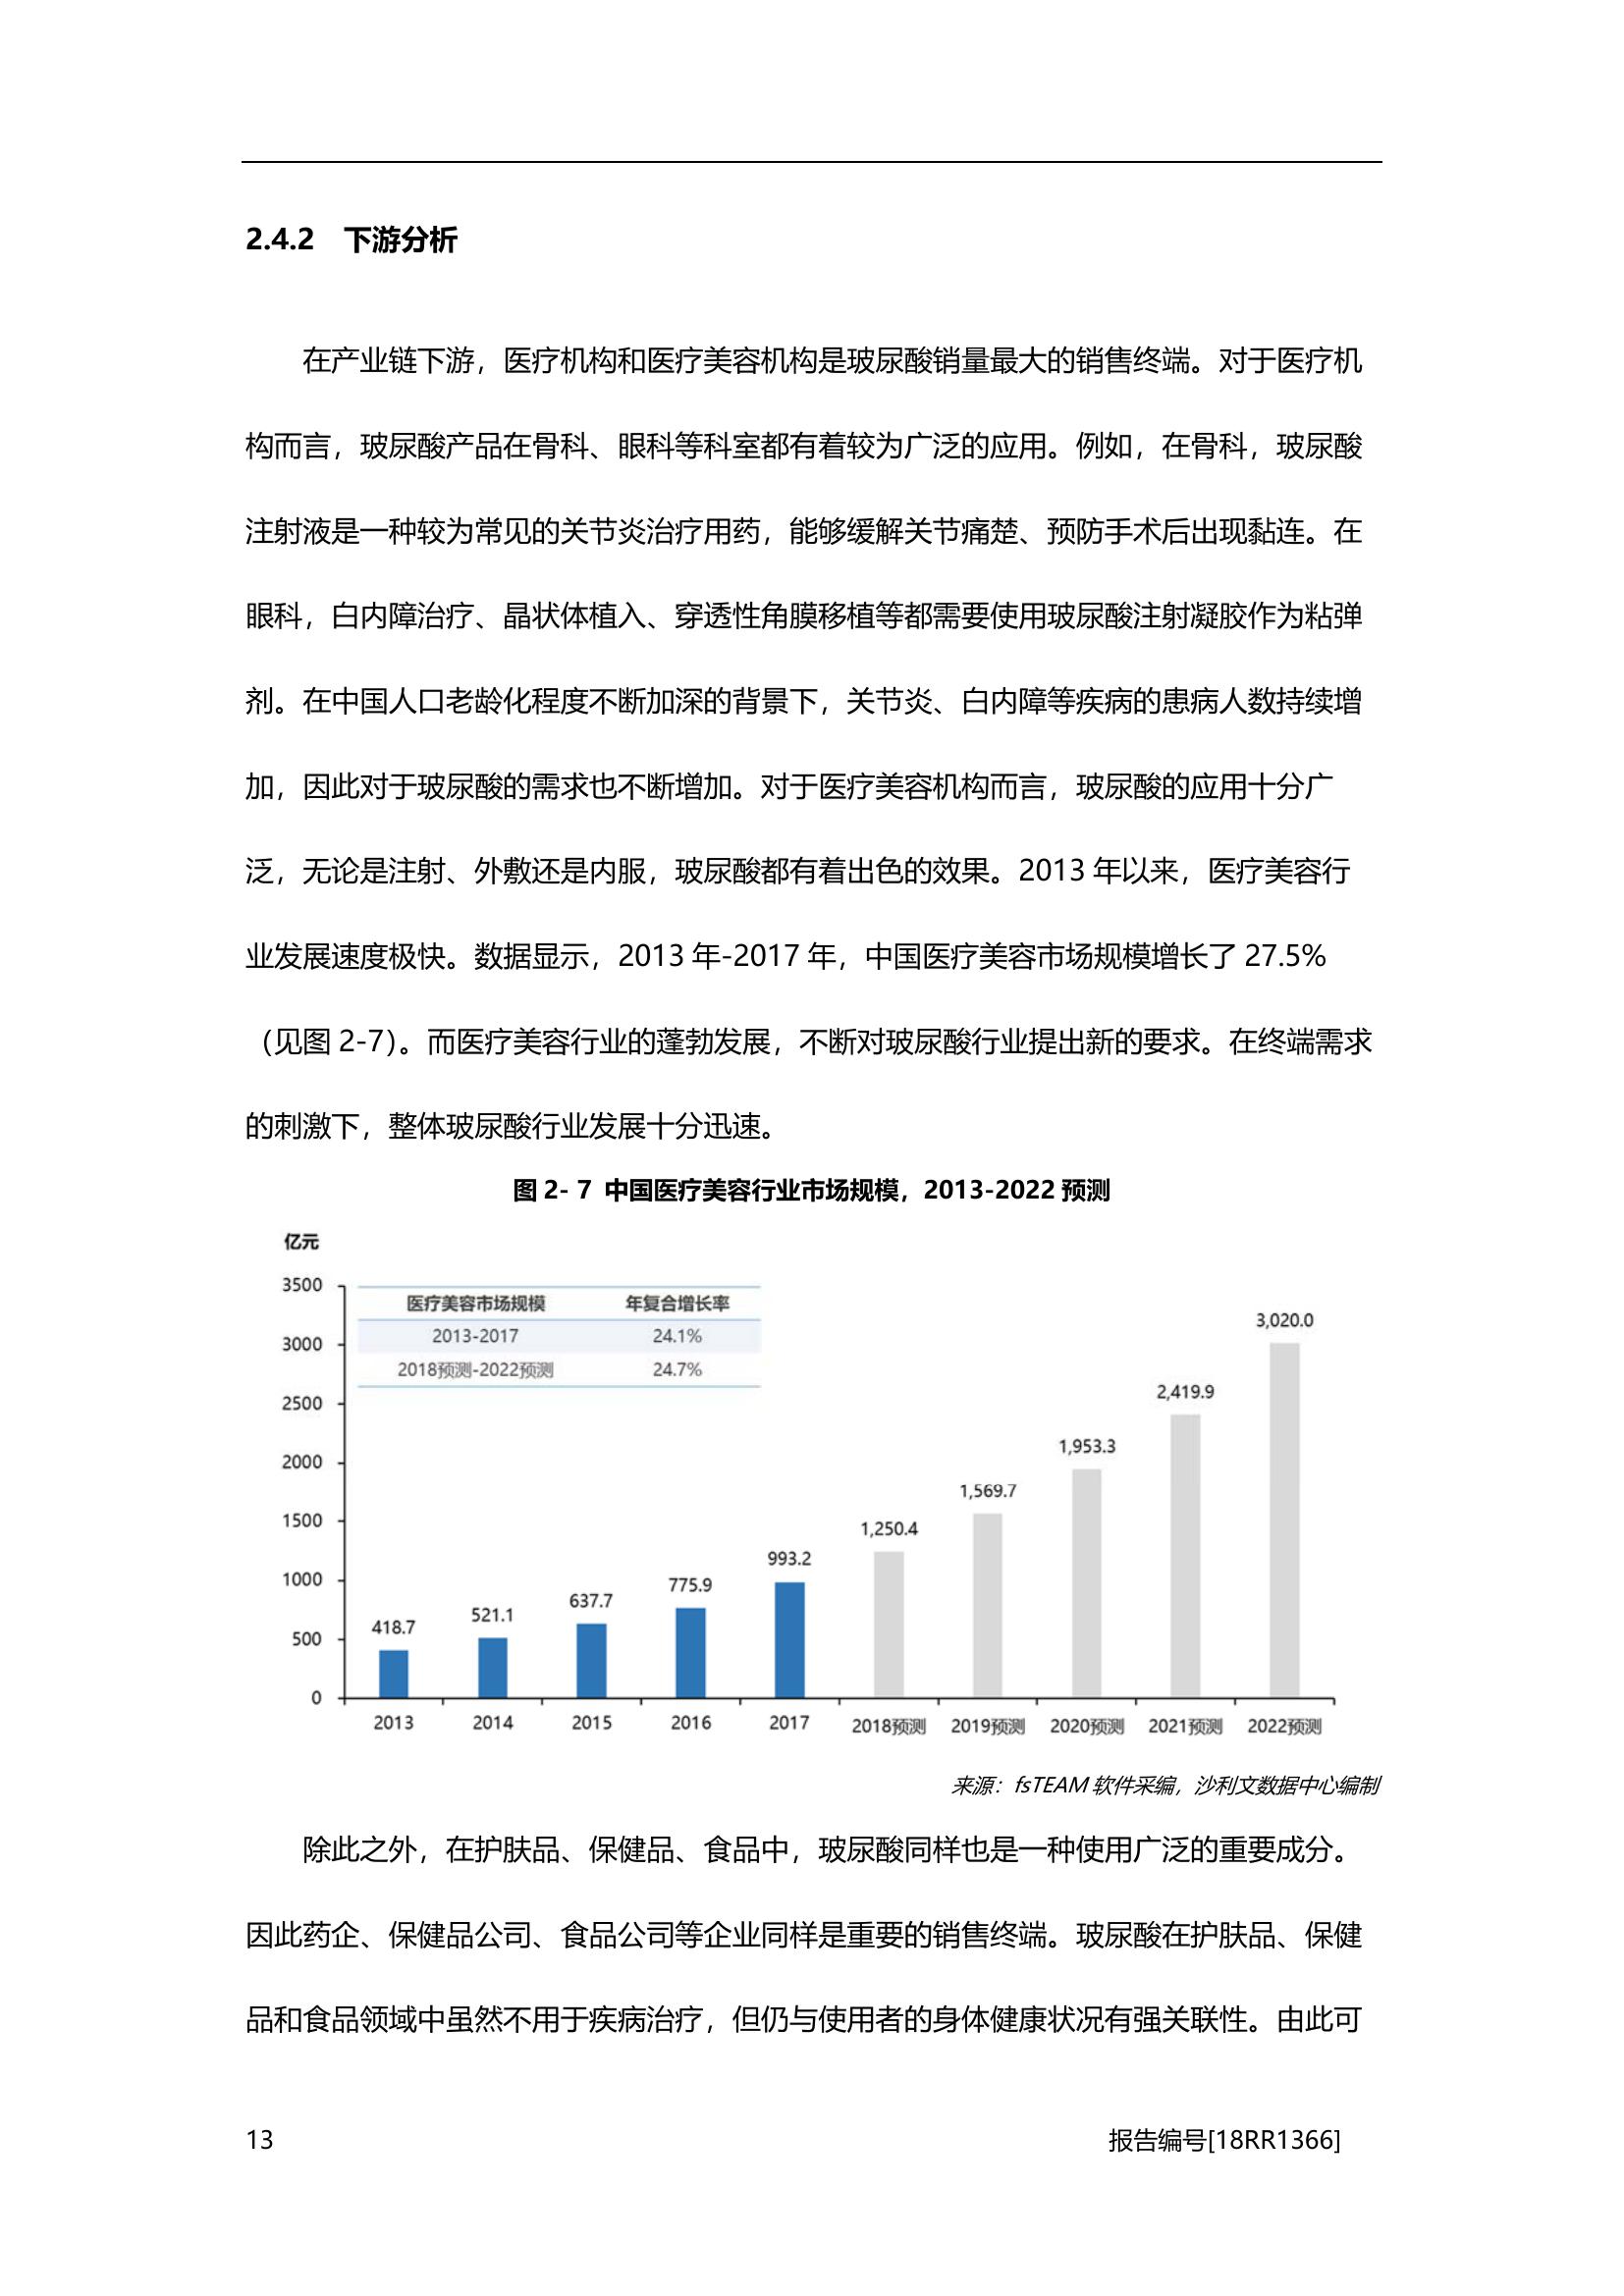 2.4.2 下游分析
在产业链下游，医疗机构和医疗美容机构是玻尿酸销量最大的销售终端。对于医疗机
构而言，玻尿酸产品在骨科、眼科等科室都有着较为广泛的应用。例如，在骨科，玻尿酸
注射液是一种较为常见的关节炎治疗用药，能够缓解关节痛楚、预防手术后出现黏连。在
眼科，白内障治疗、晶状体植入、穿透性角膜移植等都需要使用玻尿酸注射凝胶作为粘弹
剂。在中国人口老龄化程度不断加深的背景下，关节炎、白内障等疾病的患病人数持续增
加，因此对于玻尿酸的需求也不断增加。对于医疗美容机构而言，玻尿酸的应用十分广
泛，无论是注射、外敷还是内服，玻尿酸都有着出色的效果。2013 年以来，医疗美容行
业发展速度极快。数据显示，2013 年-2017 年，中国医疗美容市场规模增长了 27.5%
（见图 2-7）。而医疗美容行业的蓬勃发展，不断对玻尿酸行业提出新的要求。在终端需求
的刺激下，整体玻尿酸行业发展十分迅速。
图 2- 7 中国医疗美容行业市场规模，2013-2022 预测
亿元
3500
3000
2500
2000
1500
1000
500
0
医疗美容市场规模 年复合增长率
2013-2017 24.1%
2018预测-2022预测 24.7%
418.7
521.1
637.7
775.9
993.2
1,250.4
1,569.7
1,953.3
2,419.9
3,020.0
2013 2014 2015 2016 2017 2018预测 2019预测 2020预测 2021预测 2022预测
来源：fsTEAM 软件采编，沙利文数据中心编制
除此之外，在护肤品、保健品、食品中，玻尿酸同样也是一种使用广泛的重要成分。
因此药企、保健品公司、食品公司等企业同样是重要的销售终端。玻尿酸在护肤品、保健
品和食品领域中虽然不用于疾病治疗，但仍与使用者的身体健康状况有强关联性。由此可
13 报告编号[18RR1366]